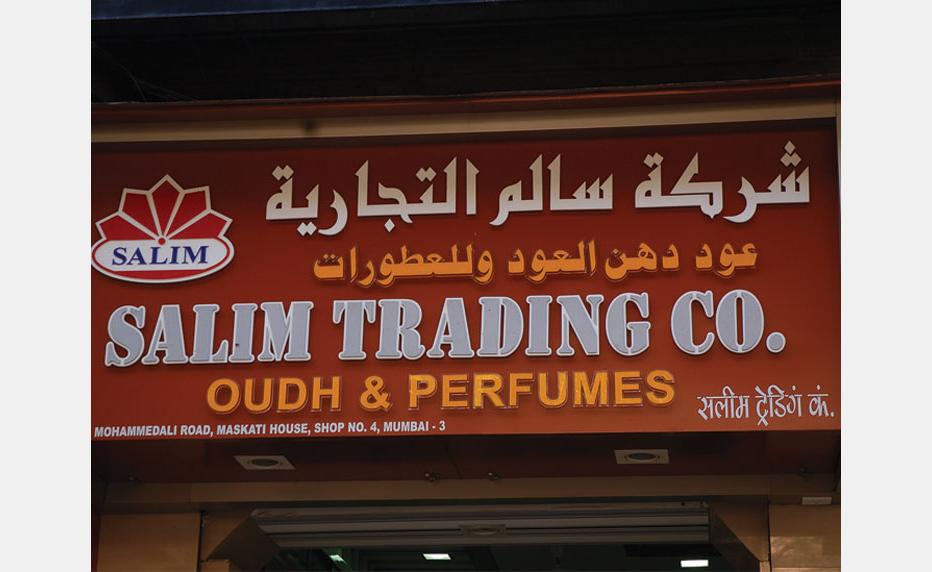 شركة سالم التجارية
SALIM
عود دهن العود وللعطورات
SALIM TRADING CO.
OUDH & PERFUMES
सलीम ट्रेडिगं कं.
MOHAMMEDALI ROAD, MASKATI HOUSE, SHOP NO. 4, MUMBAI - 3